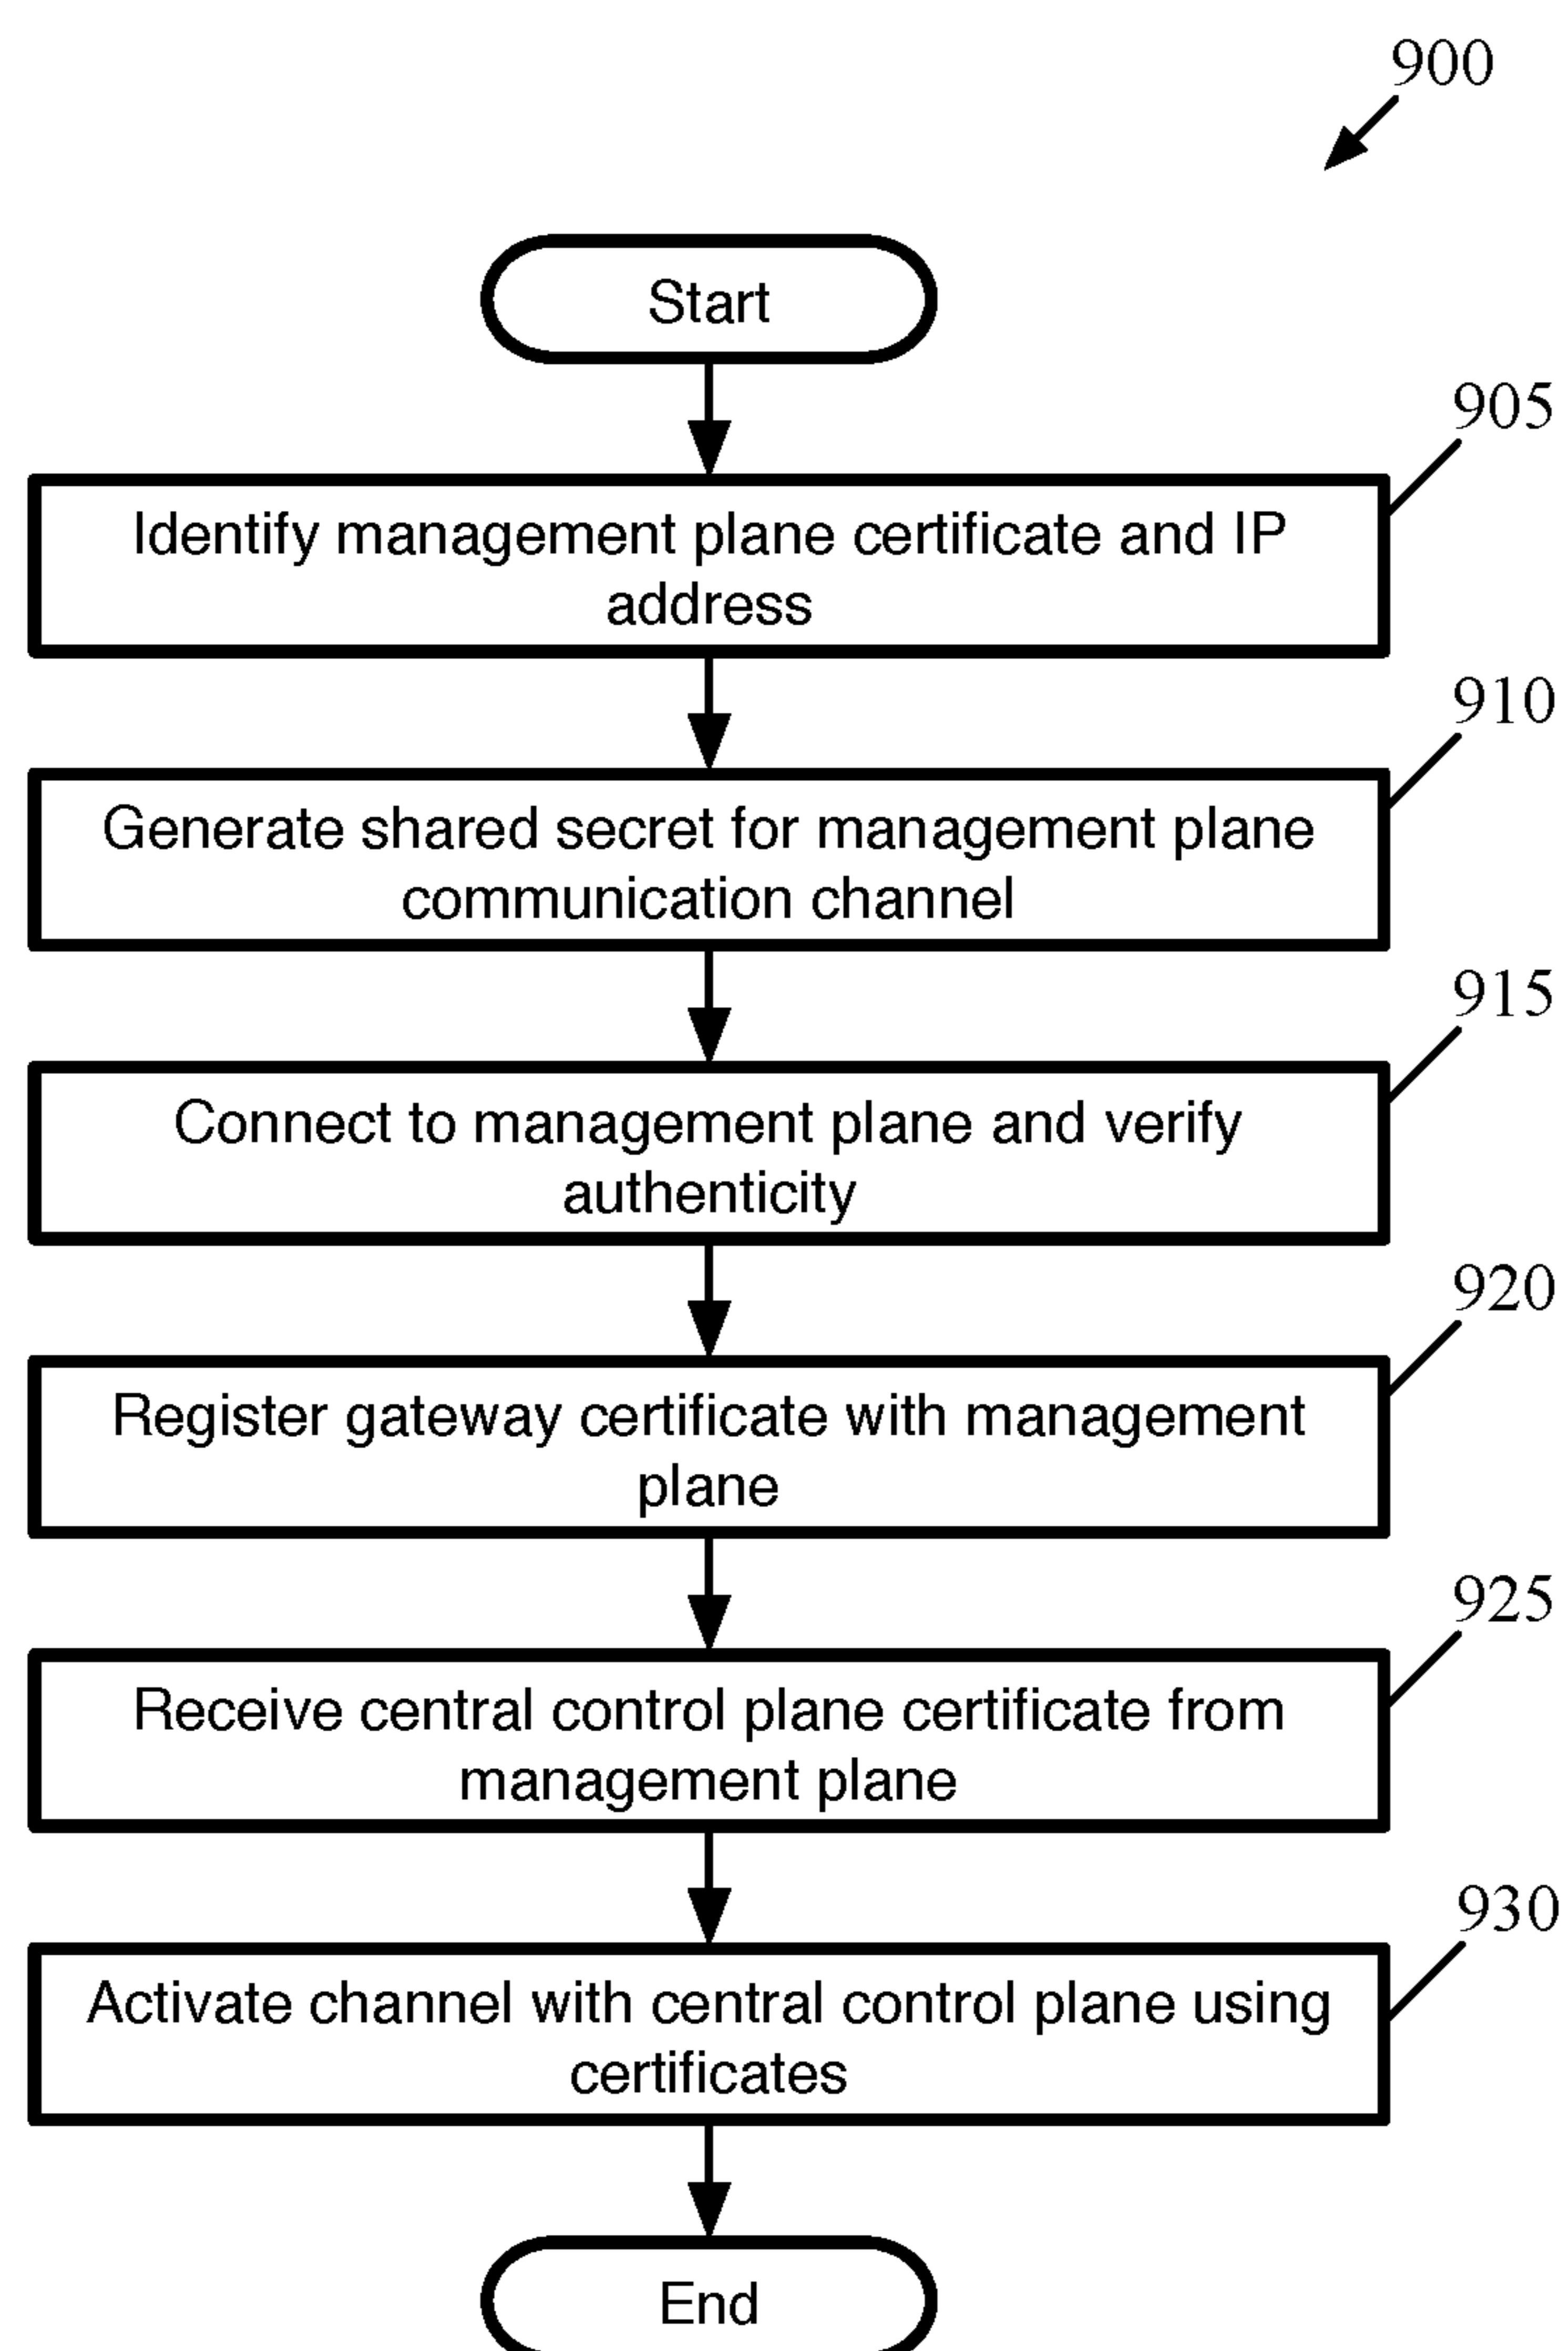 900
Start
905
Identify management plane certificate and IP
address
910
Generate shared secret for management plane
communication channel
915
Connect to management plane and verify
authenticity
920
Register gateway certificate with management
plane
925
Receive central control plane certificate from
management plane
930
Activate channel with central control plane using
certificates
End